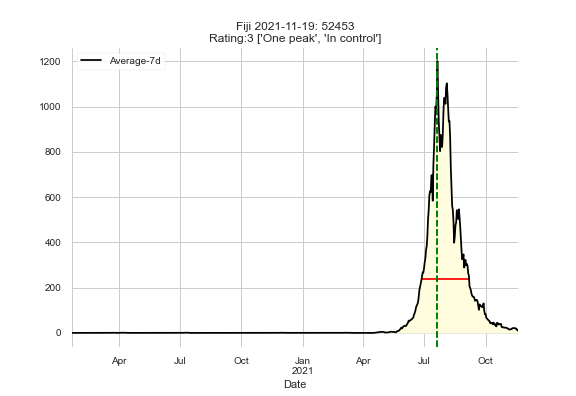 Fiji 2021-11-19: 52453
Rating:3 ['One peak', 'In control']
Average-7d
1200
1000
800
600
400
200
0
Apr Jul Oct Jan Apr Jul Oct
2021
Date